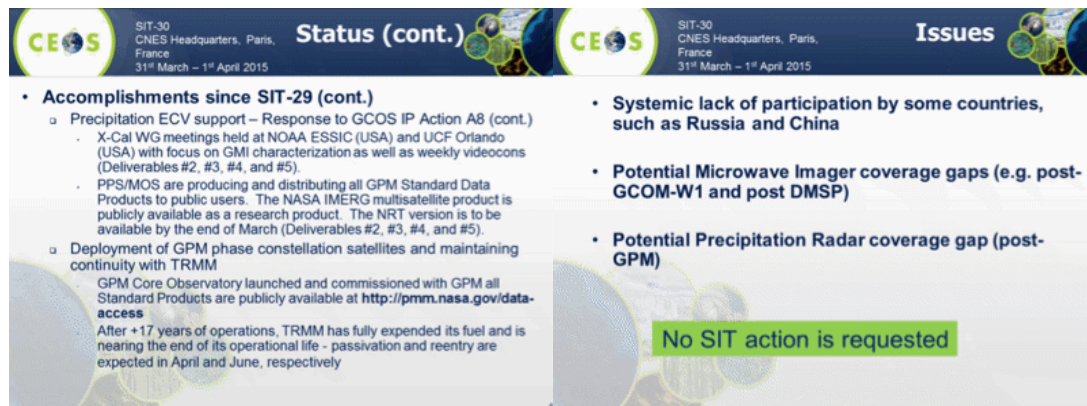 CEOS
SIT-30
CNES Headquarters, Paris,
France
31st March – 1st April 2015
Status (cont.)
• Accomplishments since SIT-29 (cont.)
Precipitation ECV support – Response to GCOS IP Action A8 (cont.)
X-Cal WG meetings held at NOAA ESSIC (USA) and UCF Orlando
(USA) with focus on GMI characterization as well as weekly videocons
(Deliverables #2, #3, #4, and #5).
PPS/MOS are producing and distributing all GPM Standard Data
Products to public users. The NASA IMERG multisatellite product is
publicly available as a research product. The NRT version is to be
available by the end of March (Deliverables #2, #3, #4, and #5).
Deployment of GPM phase constellation satellites and maintaining
continuity with TRMM
GPM Core Observatory launched and commissioned with GPM all
Standard Products are publicly available at http://pmm.nasa.gov/data-
access
After +17 years of operations, TRMM has fully expended its fuel and is
nearing the end of its operational life - passivation and reentry are
expected in April and June, respectively
CEOS
SIT-30
CNES Headquarters, Paris,
France
31st March – 1st April 2015
Issues
• Systemic lack of participation by some countries,
such as Russia and China
• Potential Microwave Imager coverage gaps (e.g. post-
GCOM-W1 and post DMSP)
• Potential Precipitation Radar coverage gap (post-
GPM)
No SIT action is requested